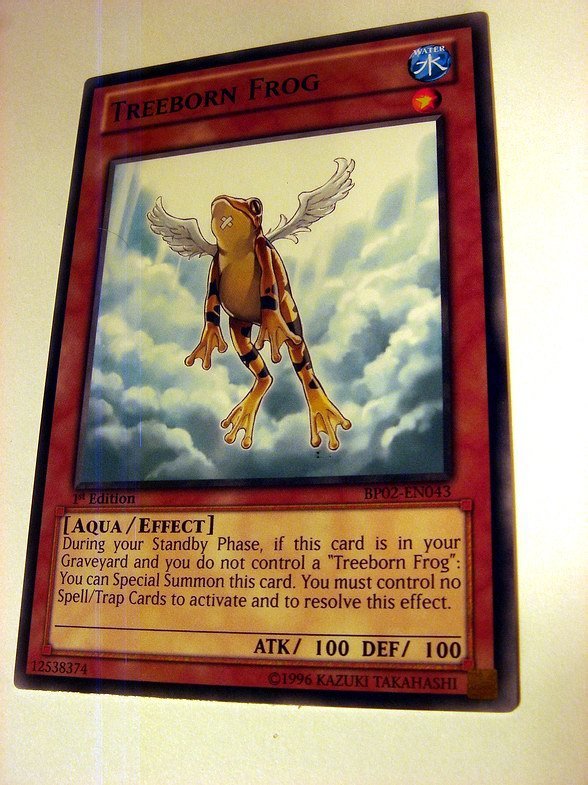 TREEBORN FROG
WATER
水
1st Edition
BP02-EN043
[AQUA/EFFECT]
During your Standby Phase, if this card is in your
Graveyard and you do not control a "Treeborn Frog":
You can Special Summon this card. You must control no
Spell/Trap Cards to activate and to resolve this effect.
ATK/ 100 DEF/ 100
12538374
©1996 KAZUKI TAKAHASHI